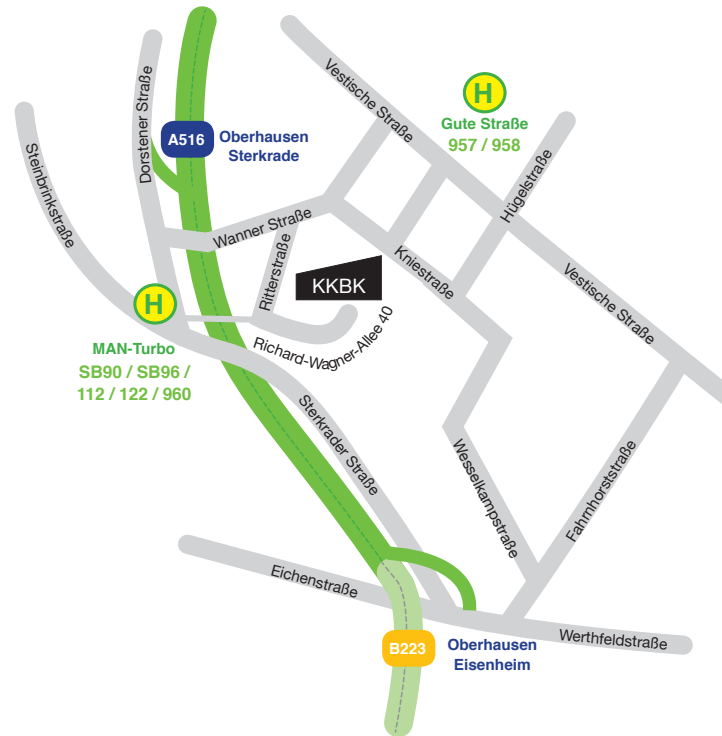 Vestische Straße
H
Gute Straße
957 / 958
Dorstener Straße
A516
Oberhausen
Sterkrade
Hügelstraße
Steinbrinkstraße
Wanner Straße
Ritterstraße
KKBK
Kniestraße
Vestische Straße
H
MAN-Turbo
SB90 / SB96 /
112 / 122 / 960
Richard-Wagner-Allee 40
Sterkrader Straße
Wesselkampstraße
Fahrnhorststraße
Eichenstraße
B223
Oberhausen
Eisenheim
Werthfeldstraße